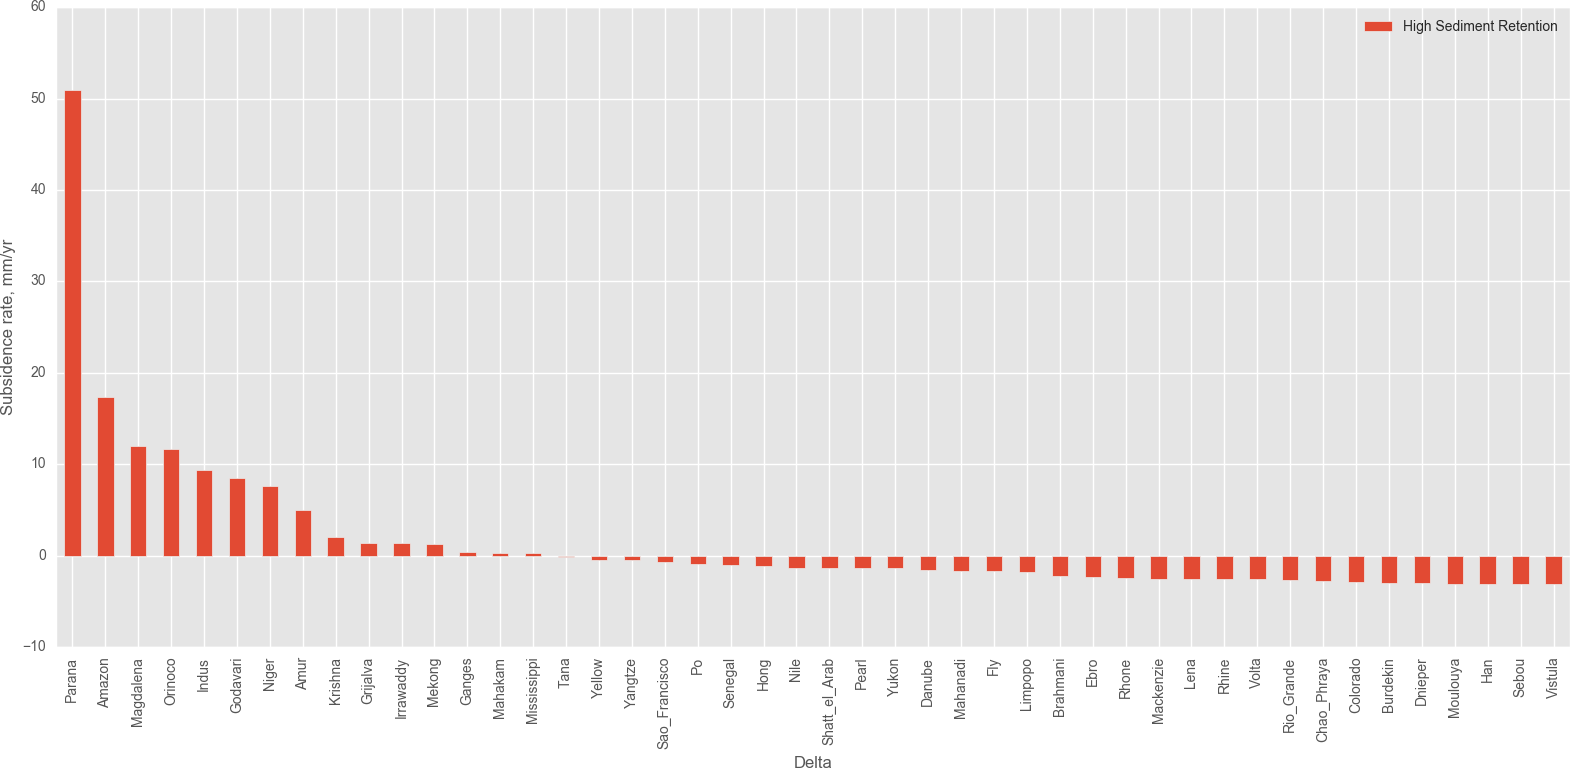 60
50
40
30
20
10
0
−10
Subsidence rate, mm/yr
High Sediment Retention
Parana
Amazon
Magdalena
Orinoco
Indus
Godavari
Niger
Amur
Krishna
Grijalva
Irrawaddy
Mekong
Ganges
Mahakam
Mississippi
Tana
Yellow
Yangtze
Sao_Francisco
Po
Senegal
Hong
Nile
Shatt_el_Arab
Pearl
Yukon
Danube
Mahanadi
Fly
Limpopo
Brahmani
Ebro
Rhone
Mackenzie
Lena
Rhine
Volta
Rio_Grande
Chao_Phraya
Colorado
Burdekin
Dnieper
Moulouya
Han
Sebou
Vistula
Delta